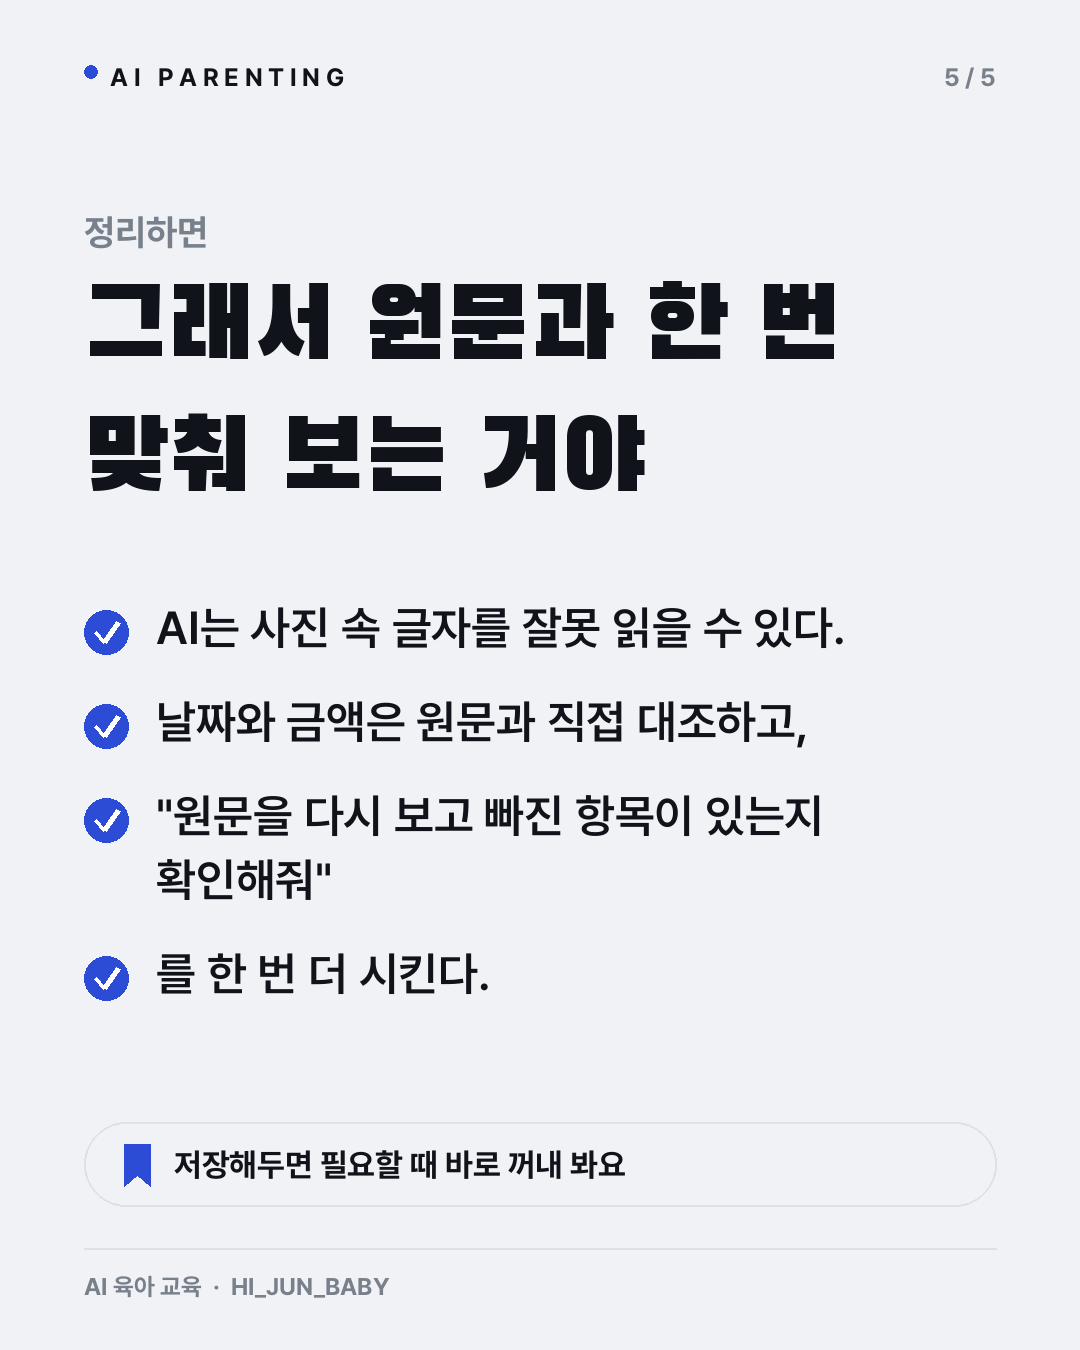 AI PARENTING
5 / 5
정리하면
그래서 원문과 한 번
맞춰 보는 거야
AI는 사진 속 글자를 잘못 읽을 수 있다.
날짜와 금액은 원문과 직접 대조하고,
"원문을 다시 보고 빠진 항목이 있는지
확인해줘"
를 한 번 더 시킨다.
저장해두면 필요할 때 바로 꺼내 봐요
AI 육아 교육 · HI_JUN_BABY